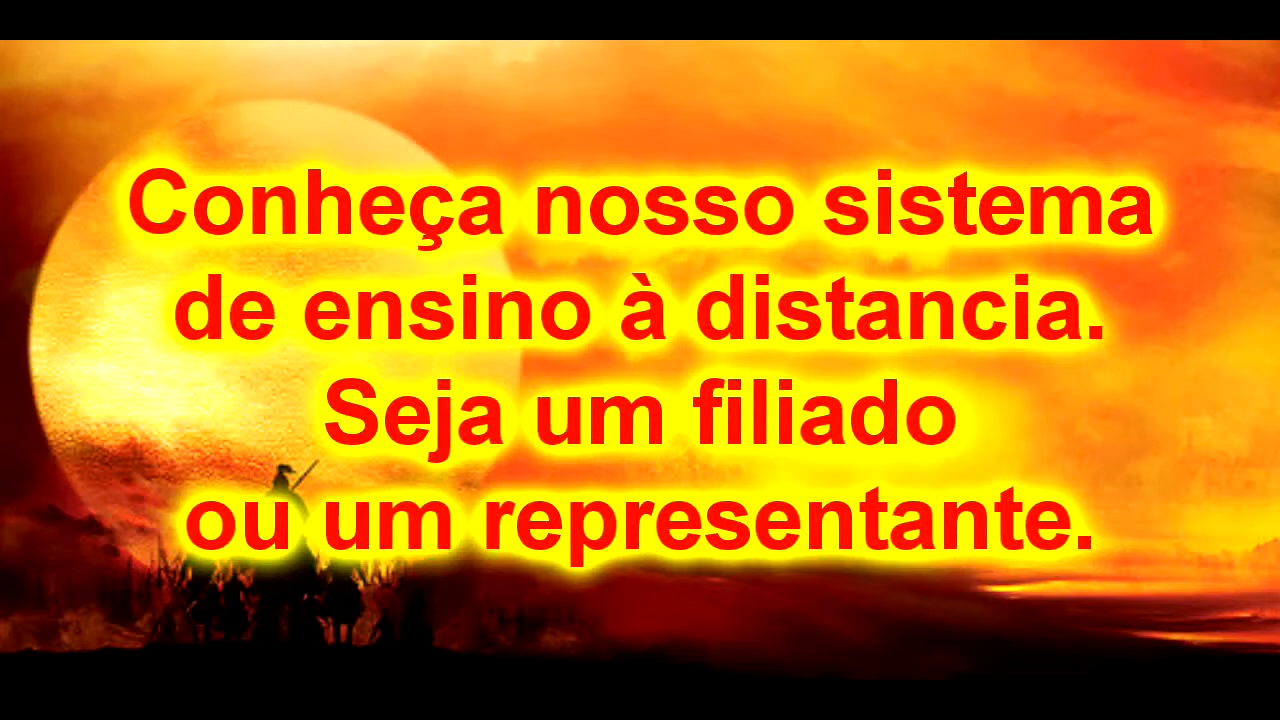 Conheça nosso sistema
de ensino à distancia.
Seja um filiado
ou um representante.